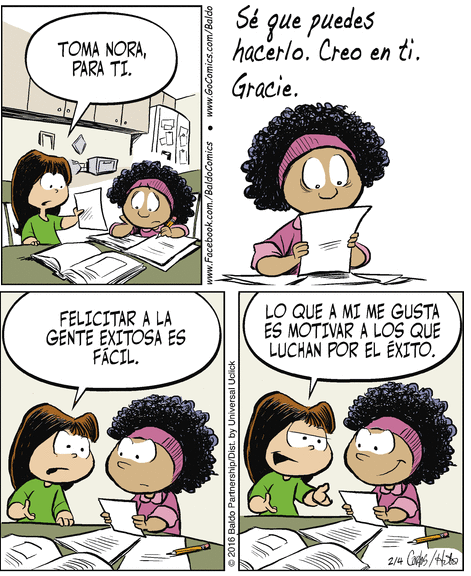 TOMA NORA,
PARA TI.
www.Facebook.com/BaldoComics • www.GoComics.com/Baldo
Sé que puedes
hacerlo. Creo en ti.
Gracie.
FELICITAR A LA
GENTE EXITOSA ES
FÁCIL.
© 2016 Baldo Partnership/Dist. by Universal Uclick
LO QUE A MI ME GUSTA
ES MOTIVAR A LOS QUE
LUCHAN POR EL ÉXITO.
2/4